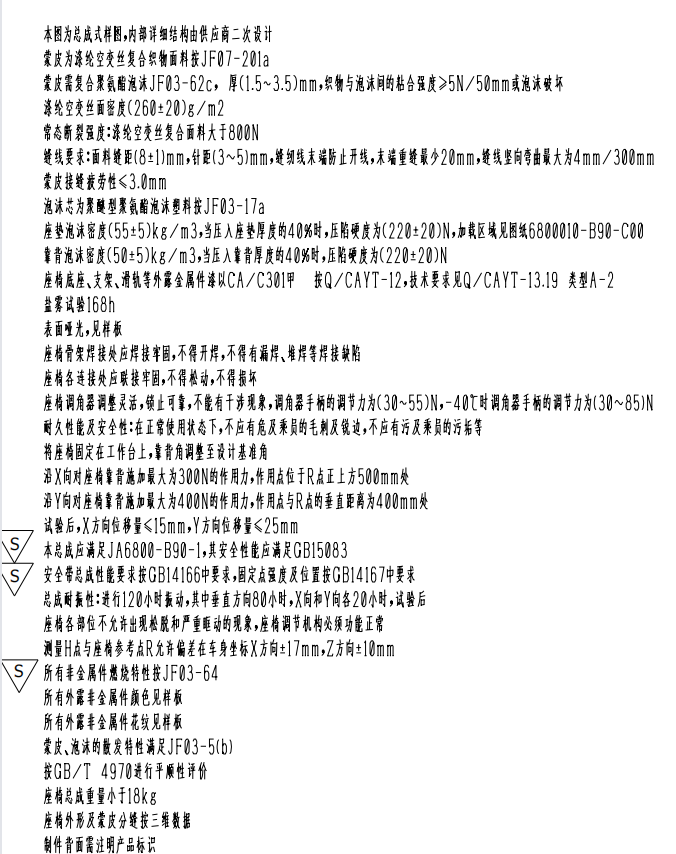 本图为总成式样图,内部详细结构由供应商二次设计
蒙皮为涤纶空变丝复合织物面料按JF07-201a
蒙皮需复合聚氨酯泡沫JF03-62c, 厚(1.5~3.5)mm,织物与泡沫间的粘合强度≥5N/50mm或泡沫破坏
涤纶空变丝面密度(260±20)g/m2
常态断裂强度:涤纶空变丝复合面料大于800N
缝线要求:面料缝距(8±1)mm,针距(3~5)mm,缝纫线末端防止开线,末端重缝最少20mm,缝线竖向弯曲最大为4mm/300mm
蒙皮接缝疲劳性≤3.0mm
泡沫芯为聚醚型聚氨酯泡沫塑料按JF03-17a
座垫泡沫密度(55±5)kg/m3,当压入座垫厚度的40%时,压陷硬度为(220±20)N,加载区域见图纸6800010-B90-C00
靠背泡沫密度(50±5)kg/m3,当压入靠背厚度的40%时,压陷硬度为(220±20)N
座椅底座、支架、滑轨等外露金属件漆以CA/C301甲 按Q/CAYT-12,技术要求见Q/CAYT-13.19 类型A-2
盐雾试验168h
表面哑光,见样板
座椅骨架焊接处应焊接牢固,不得开焊,不得有漏焊、堆焊等焊接缺陷
座椅各连接处应联接牢固,不得松动,不得损坏
座椅调角器调整灵活,锁止可靠,不能有干涉现象,调角器手柄的调节力为(30~55)N,-40℃时调角器手柄的调节力为(30~85)N
耐久性能及安全性:在正常使用状态下,不应有危及乘员的毛刺及锐边,不应有污及乘员的污垢等
将座椅固定在工作台上,靠背角调整至设计基准角
沿X向对座椅靠背施加最大为300N的作用力,作用点位于R点正上方500mm处
沿Y向对座椅靠背施加最大为400N的作用力,作用点与R点的垂直距离为400mm处
试验后,X方向位移量≤15mm,Y方向位移量≤25mm
S 本总成应满足JA6800-B90-1,其安全性能应满足GB15083
S 安全带总成性能要求按GB14166中要求,固定点强度及位置按GB14167中要求
总成耐振性:进行120小时振动,其中垂直方向80小时,X向和Y向各20小时,试验后
座椅各部位不允许出现松脱和严重眶动的现象,座椅调节机构必须功能正常
测量H点与座椅参考点R允许偏差在车身坐标X方向±17mm,Z方向±10mm
S 所有非金属件燃烧特性按JF03-64
所有外露非金属件颜色见样板
所有外露非金属件花纹见样板
蒙皮、泡沫的散发特性满足JF03-5(b)
按GB/T 4970进行平顺性评价
座椅总成重量小于18kg
座椅外形及蒙皮分缝按三维数据
制件背面需注明产品标识